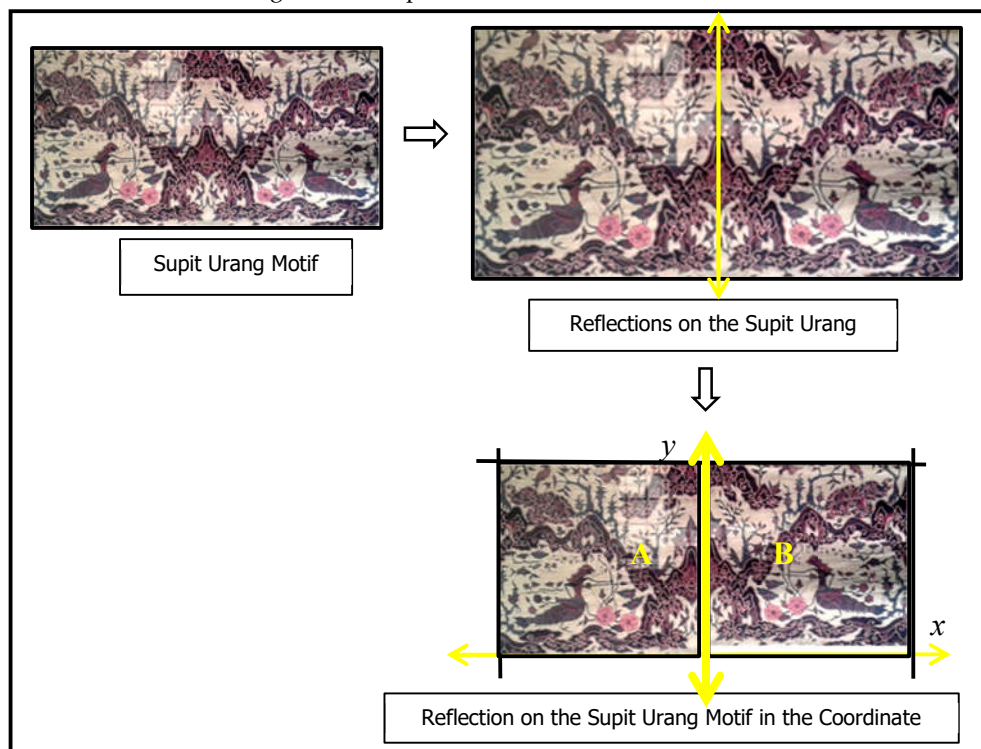 Supit Urang Motif
Reflections on the Supit Urang
y
A
B
x
Reflection on the Supit Urang Motif in the Coordinate